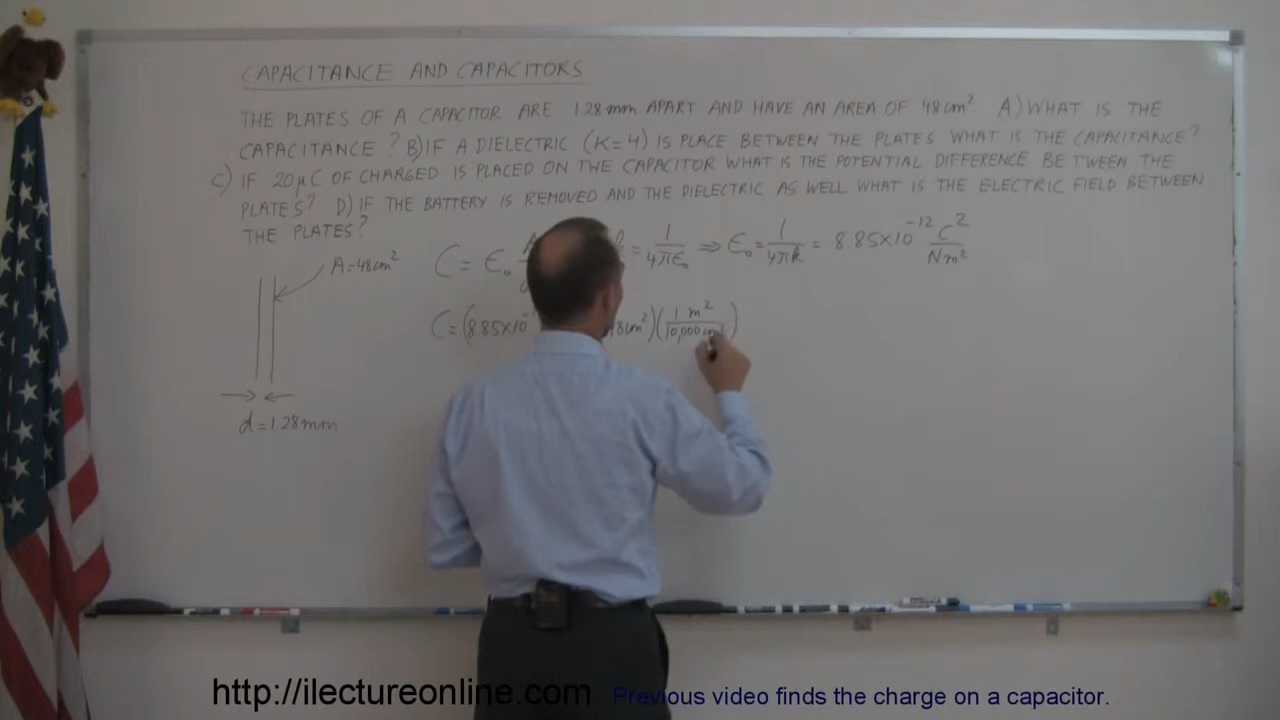 CAPACITANCE AND CAPACITORS
THE PLATES OF A CAPACITOR ARE 1.28mm APART AND HAVE AN AREA OF 48cm² A) WHAT IS THE
CAPACITANCE? B) IF A DIELECTRIC (K=4) IS PLACE BETWEEN THE PLATES WHAT IS THE CAPACITANCE?
C) IF 20μC OF CHARGED IS PLACED ON THE CAPACITOR WHAT IS THE POTENTIAL DIFFERENCE BETWEEN THE
PLATES? D) IF THE BATTERY IS REMOVED AND THE DIELECTRIC AS WELL WHAT IS THE ELECTRIC FIELD BETWEEN
THE PLATES?
A=48cm²
C = ε₀ = 1/4πε₀ ⇒ ε₀ = 1/4πk = 8.85×10⁻¹² C²/Nm²
C=(8.85×10⁻ 8cm²)(1 m²/10,000 cm²)
d=1.28mm
http://ilectureonline.com Previous video finds the charge on a capacitor.